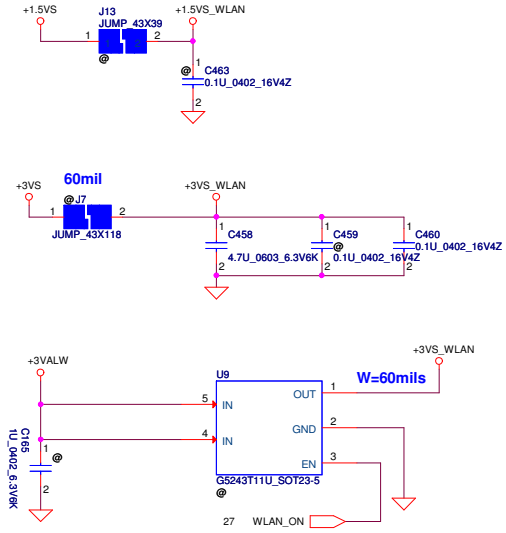 +1.5VS
J13
JUMP_43X39
1
2
@
+1.5VS_WLAN
1
@
C463
0.1U_0402_16V4Z
2
60mil
+3VS
@ J7
1
2
JUMP_43X118
+3VS_WLAN
1
C458
4.7U_0603_6.3V6K
2
1
C459
@
0.1U_0402_16V4Z
2
1
C460
0.1U_0402_16V4Z
2
+3VALW
C165
1U_0402_6.3V6K
1
@
2
U9
5
IN
4
IN
OUT
1
GND
2
EN
3
G5243T11U_SOT23-5
@
W=60mils
+3VS_WLAN
27
WLAN_ON